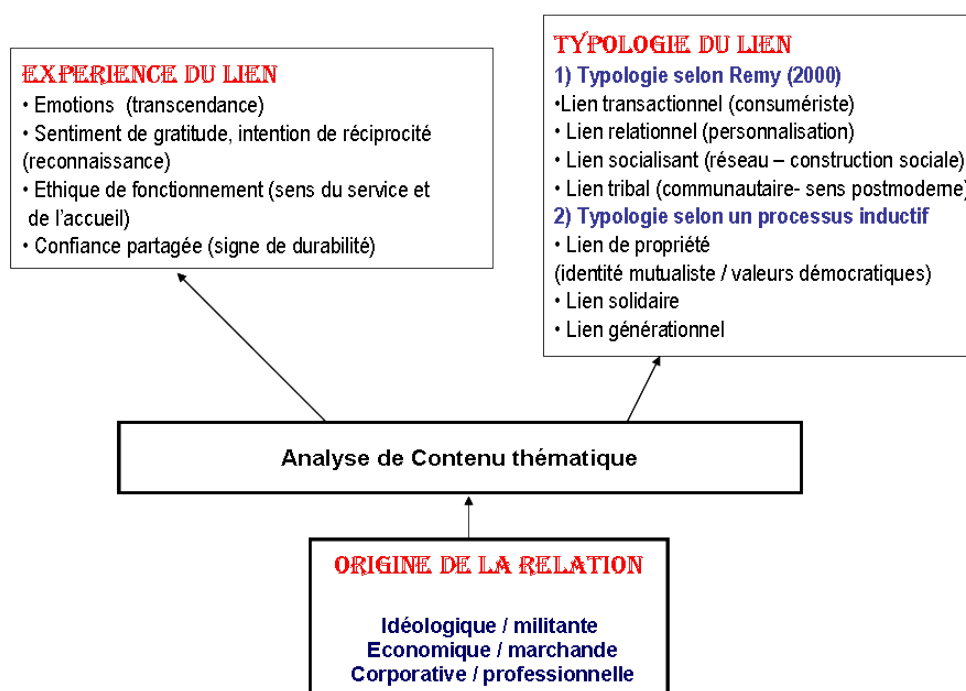 EXPERIENCE DU LIEN
• Emotions (transcendance)
• Sentiment de gratitude, intention de réciprocité
(reconnaissance)
• Ethique de fonctionnement (sens du service et
de l'accueil)
• Confiance partagée (signe de durabilité)
TYPOLOGIE DU LIEN
1) Typologie selon Remy (2000)
•Lien transactionnel (consumériste)
• Lien relationnel (personnalisation)
• Lien socialisant (réseau – construction sociale)
• Lien tribal (communautaire- sens postmoderne)
2) Typologie selon un processus inductif
• Lien de propriété
(identité mutualiste / valeurs démocratiques)
• Lien solidaire
• Lien générationnel
Analyse de Contenu thématique
ORIGINE DE LA RELATION
Idéologique / militante
Economique / marchande
Corporative / professionnelle